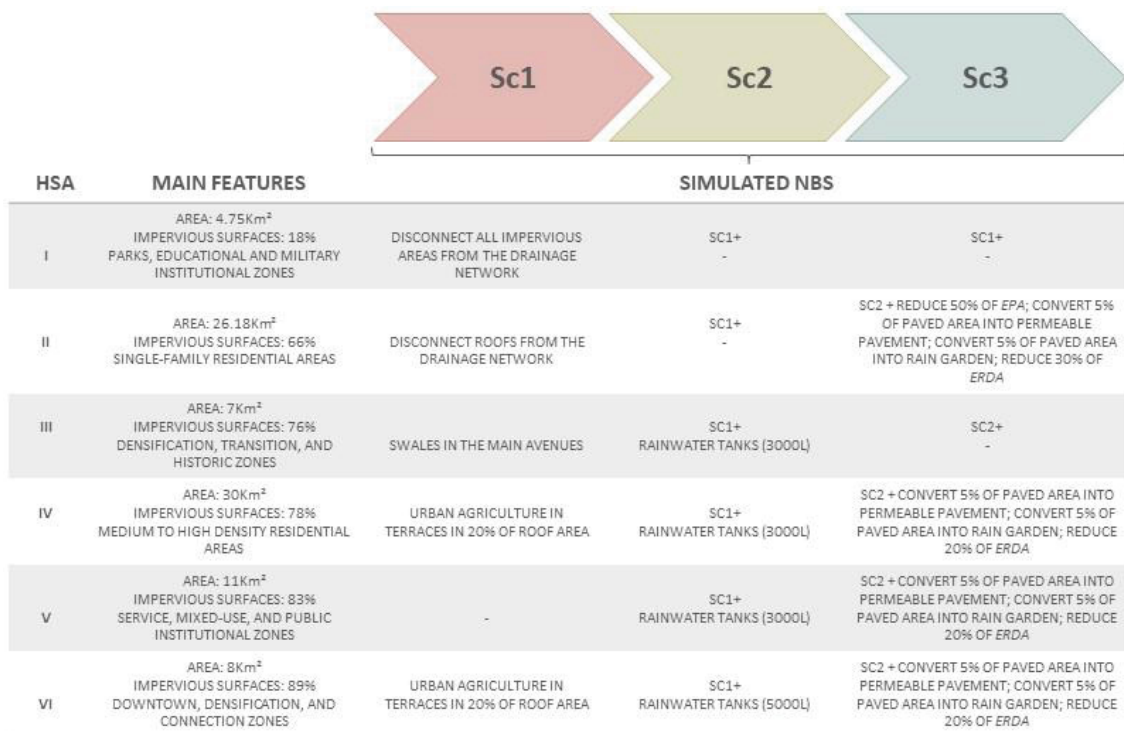 Sc1
Sc2
Sc3
HSA
MAIN FEATURES
SIMULATED NBS
I
AREA: 4.75Km²
IMPERVIOUS SURFACES: 18%
PARKS, EDUCATIONAL AND MILITARY
INSTITUTIONAL ZONES
DISCONNECT ALL IMPERVIOUS
AREAS FROM THE DRAINAGE
NETWORK
SC1+
-
SC1+
-
II
AREA: 26.18Km²
IMPERVIOUS SURFACES: 66%
SINGLE-FAMILY RESIDENTIAL AREAS
DISCONNECT ROOFS FROM THE
DRAINAGE NETWORK
SC1+
-
SC2 + REDUCE 50% OF EPA; CONVERT 5%
OF PAVED AREA INTO PERMEABLE
PAVEMENT; CONVERT 5% OF PAVED AREA
INTO RAIN GARDEN; REDUCE 30% OF
ERDA
III
AREA: 7Km²
IMPERVIOUS SURFACES: 76%
DENSIFICATION, TRANSITION, AND
HISTORIC ZONES
SWALES IN THE MAIN AVENUES
SC1+
RAINWATER TANKS (3000L)
SC2+
-
IV
AREA: 30Km²
IMPERVIOUS SURFACES: 78%
MEDIUM TO HIGH DENSITY RESIDENTIAL
AREAS
URBAN AGRICULTURE IN
TERRACES IN 20% OF ROOF AREA
SC1+
RAINWATER TANKS (3000L)
SC2 + CONVERT 5% OF PAVED AREA INTO
PERMEABLE PAVEMENT; CONVERT 5% OF
PAVED AREA INTO RAIN GARDEN; REDUCE
20% OF ERDA
V
AREA: 11Km²
IMPERVIOUS SURFACES: 83%
SERVICE, MIXED-USE, AND PUBLIC
INSTITUTIONAL ZONES
-
SC1+
RAINWATER TANKS (3000L)
SC2 + CONVERT 5% OF PAVED AREA INTO
PERMEABLE PAVEMENT; CONVERT 5% OF
PAVED AREA INTO RAIN GARDEN; REDUCE
20% OF ERDA
VI
AREA: 8Km²
IMPERVIOUS SURFACES: 89%
DOWNTOWN, DENSIFICATION, AND
CONNECTION ZONES
URBAN AGRICULTURE IN
TERRACES IN 20% OF ROOF AREA
SC1+
RAINWATER TANKS (5000L)
SC2 + CONVERT 5% OF PAVED AREA INTO
PERMEABLE PAVEMENT; CONVERT 5% OF
PAVED AREA INTO RAIN GARDEN; REDUCE
20% OF ERDA